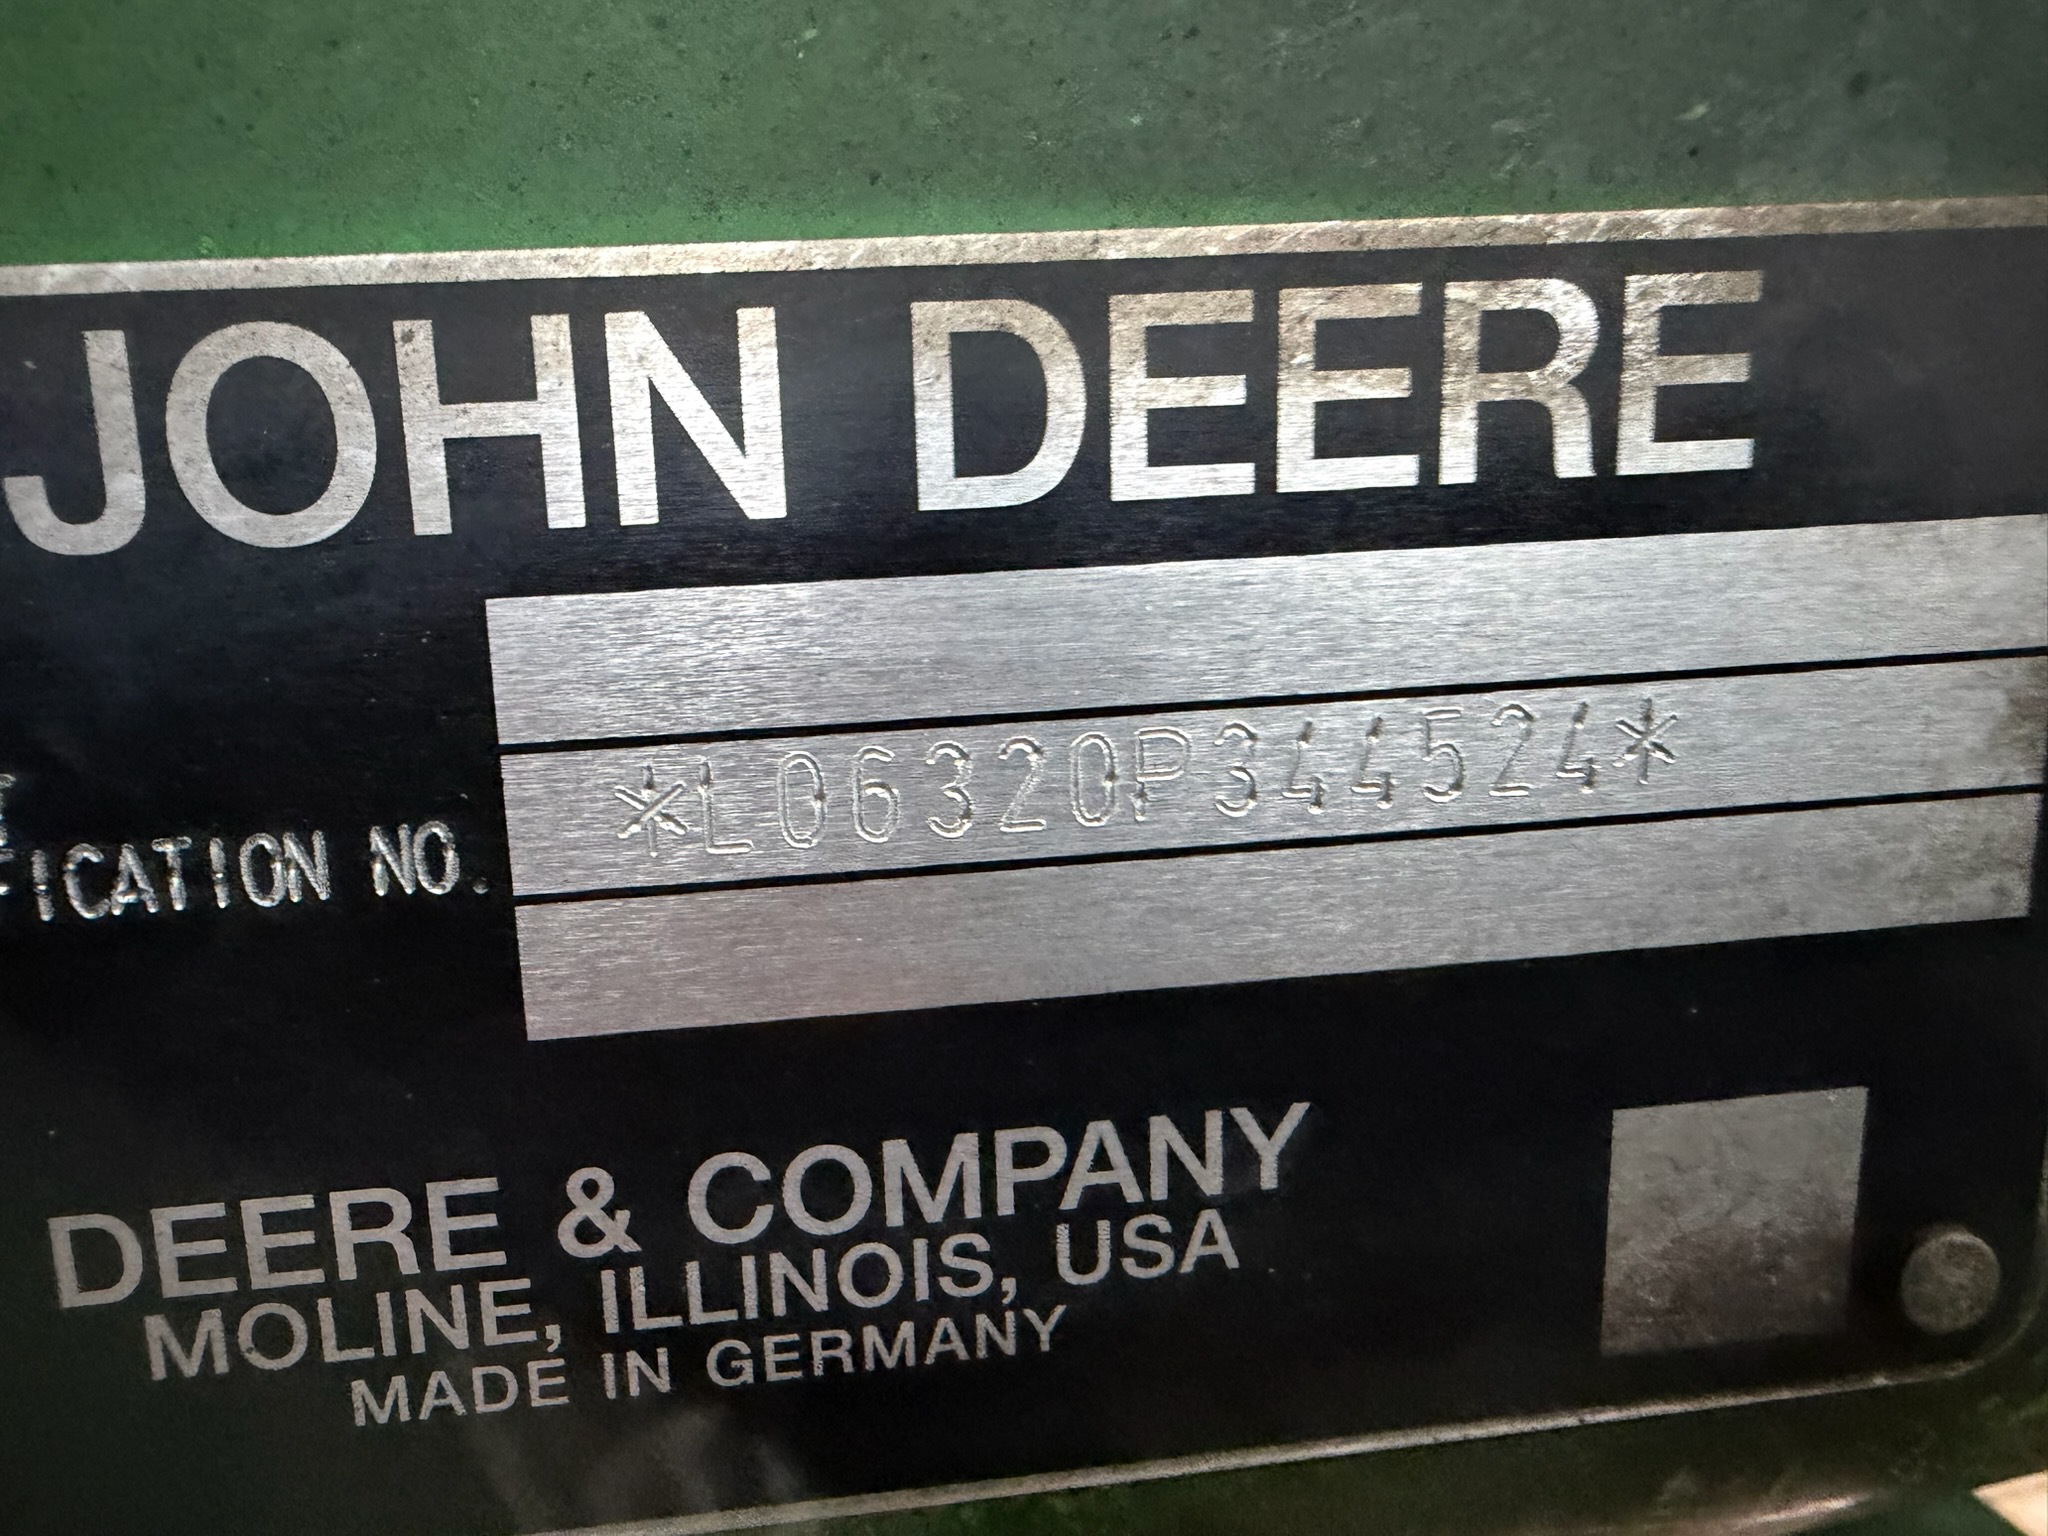 JOHN DEERE
FICATION NO.
*L06320P344524*
DEERE & COMPANY
MOLINE, ILLINOIS, USA
MADE IN GERMANY